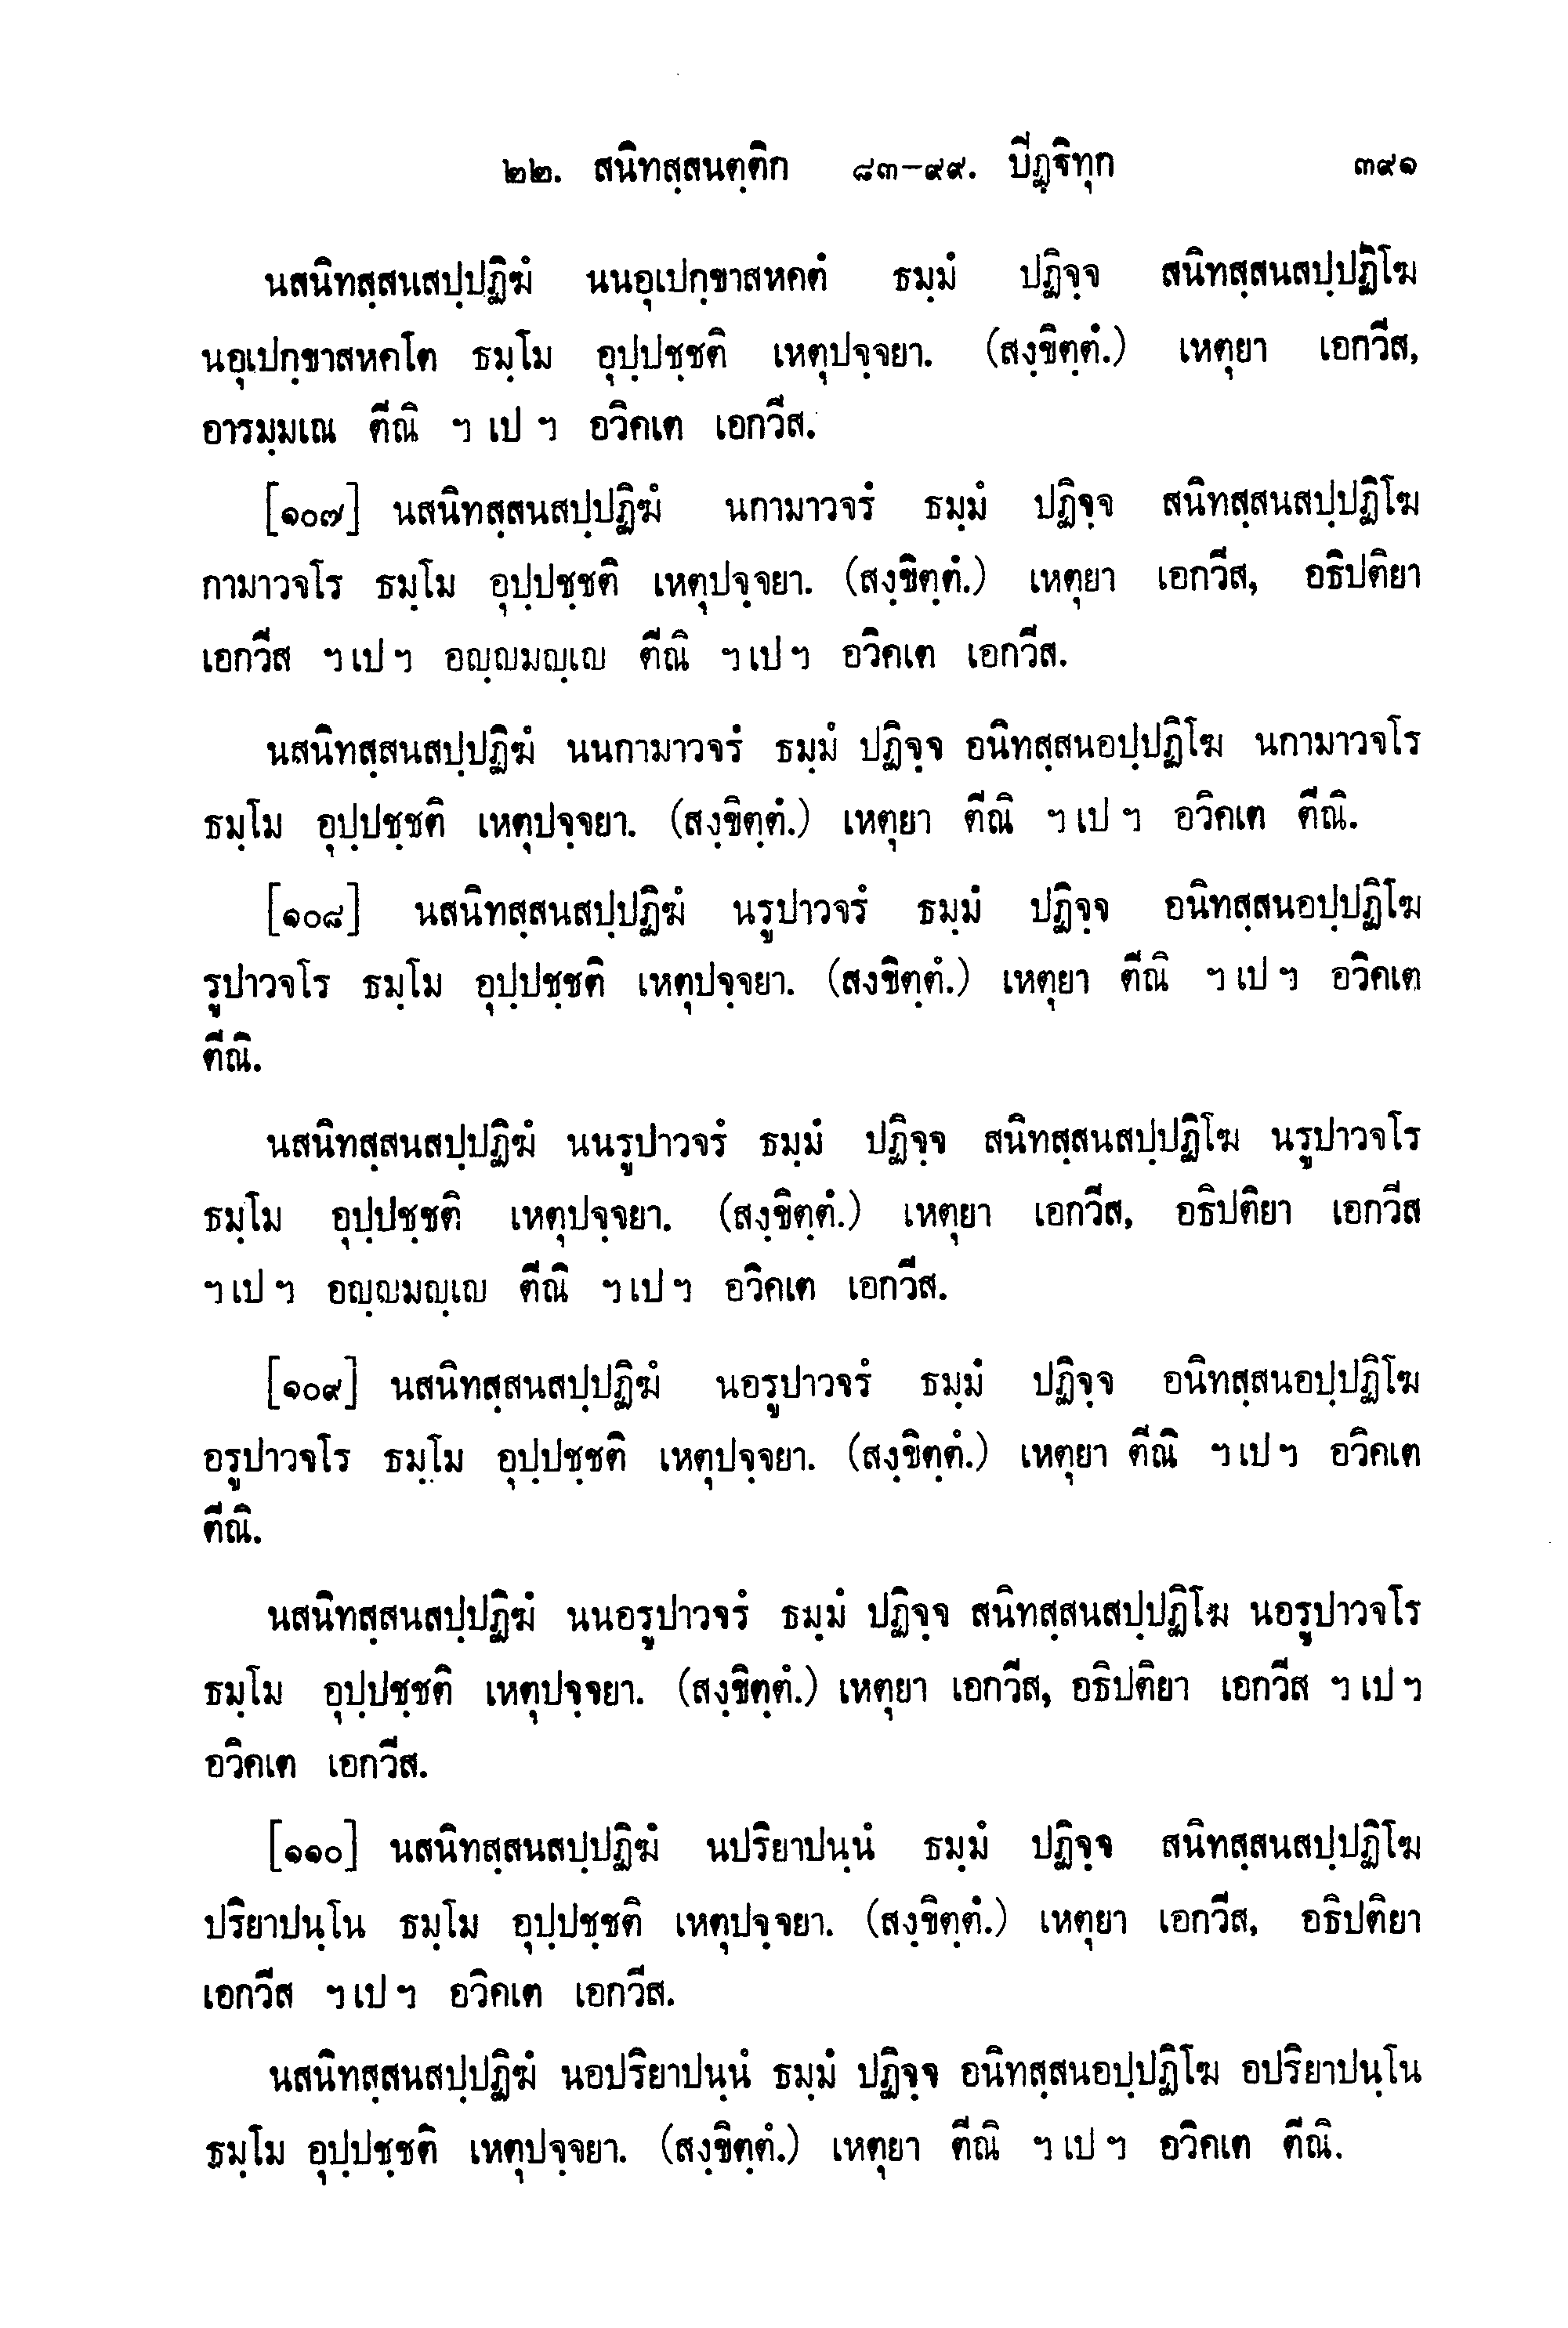 ๒๒. สนิทสฺสนตฺติก ๘๓-๙๙. ปีฏฺฐิทุก ๓๙๑
นสนิทสฺสนสปฺปฏิฆํ นนอุเปกฺขาสหคตํ ธมฺมํ ปฏิจฺจ สนิทสฺสนสปฺปฏิโฆ
นอุเปกฺขาสหคโต ธมฺโม อุปฺปชฺชติ เหตุปจฺจยา. (สงฺขิตฺตํ.) เหตุยา เอกวีส,
อารมฺมเณ ตีณิ ฯ เป ฯ อวิคเต เอกวีส.
[๑๐๗] นสนิทสฺสนสปฺปฏิฆํ นกามาวจรํ ธมฺมํ ปฏิจฺจ สนิทสฺสนสปฺปฏิโฆ
กามาวจโร ธมฺโม อุปฺปชฺชติ เหตุปจฺจยา. (สงฺขิตฺตํ.) เหตุยา เอกวีส, อธิปติยา
เอกวีส ฯ เป ฯ อญฺญมญฺเญ ตีณิ ฯ เป ฯ อวิคเต เอกวีส.
นสนิทสฺสนสปฺปฏิฆํ นนกามาวจรํ ธมฺมํ ปฏิจฺจ อนิทสฺสนอปฺปฏิโฆ นกามาวจโร
ธมฺโม อุปฺปชฺชติ เหตุปจฺจยา. (สงฺขิตฺตํ.) เหตุยา ตีณิ ฯ เป ฯ อวิคเต ตีณิ.
[๑๐๘] นสนิทสฺสนสปฺปฏิฆํ นรูปาวจรํ ธมฺมํ ปฏิจฺจ อนิทสฺสนอปฺปฏิโฆ
รูปาวจโร ธมฺโม อุปฺปชฺชติ เหตุปจฺจยา. (สงขิตฺตํ.) เหตุยา ตีณิ ฯ เป ฯ อวิคเต
ตีณิ.
นสนิทสฺสนสปฺปฏิฆํ นนรูปาวจรํ ธมฺมํ ปฏิจฺจ สนิทสฺสนสปฺปฏิโฆ นรูปาวจโร
ธมฺโม อุปฺปชฺชติ เหตุปจฺจยา. (สงฺขิตฺตํ.) เหตุยา เอกวีส, อธิปติยา เอกวีส
ฯ เป ฯ อญฺญมญฺเญ ตีณิ ฯ เป ฯ อวิคเต เอกวีส.
[๑๐๙] นสนิทสฺสนสปฺปฏิฆํ นอรูปาวจรํ ธมฺมํ ปฏิจฺจ อนิทสฺสนอปฺปฏิโฆ
อรูปาวจโร ธมฺโม อุปฺปชฺชติ เหตุปจฺจยา. (สงฺขิตฺตํ.) เหตุยา ตีณิ ฯ เป ฯ อวิคเต
ตีณิ.
นสนิทสฺสนสปฺปฏิฆํ นนอรูปาวจรํ ธมฺมํ ปฏิจฺจ สนิทสฺสนสปฺปฏิโฆ นอรูปาวจโร
ธมฺโม อุปฺปชฺชติ เหตุปจฺจยา. (สงฺขิตฺตํ.) เหตุยา เอกวีส, อธิปติยา เอกวีส ฯ เป ฯ
อวิคเต เอกวีส.
[๑๑๐] นสนิทสฺสนสปฺปฏิฆํ นปริยาปนฺนํ ธมฺมํ ปฏิจฺจ สนิทสฺสนสปฺปฏิโฆ
ปริยาปนฺโน ธมฺโม อุปฺปชฺชติ เหตุปจฺจยา. (สงฺขิตฺตํ.) เหตุยา เอกวีส, อธิปติยา
เอกวีส ฯ เป ฯ อวิคเต เอกวีส.
นสนิทสฺสนสปฺปฏิฆํ นอปริยาปนฺนํ ธมฺมํ ปฏิจฺจ อนิทสฺสนอปฺปฏิโฆ อปริยาปนฺโน
ธมฺโม อุปฺปชฺชติ เหตุปจฺจยา. (สงฺขิตฺตํ.) เหตุยา ตีณิ ฯ เป ฯ อวิคเต ตีณิ.